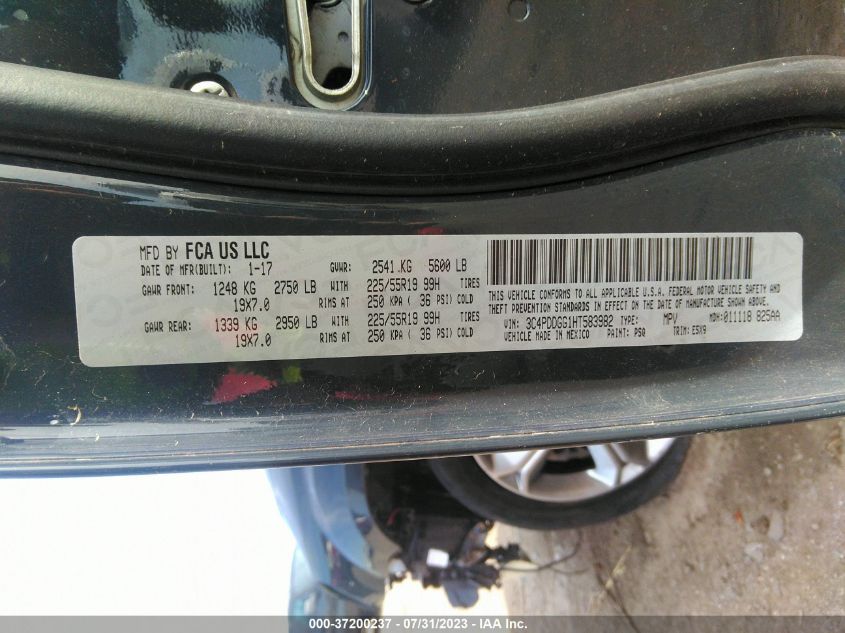 MFD BY FCA US LLC
DATE OF MFR(BUILT): 1-17 GVWR: 2541 KG 5600 LB
GAWR FRONT: 1248 KG 2750 LB WITH 225/55R19 99H TIRES
19X7.0 RIMS AT 250 KPA ( 36 PSI) COLD
GAWR REAR: 1339 KG 2950 LB WITH 225/55R19 99H TIRES
19X7.0 RIMS AT 250 KPA ( 36 PSI) COLD
THIS VEHICLE CONFORMS TO ALL APPLICABLE U.S.A. FEDERAL MOTOR VEHICLE SAFETY AND
THEFT PREVENTION STANDARDS IN EFFECT ON THE DATE OF MANUFACTURE SHOWN ABOVE.
VIN: 3C4PDDGG1HT583982 TYPE: MPV MDH: 011118 825AA
VEHICLE MADE IN MEXICO PAINT: PSQ TRIM: E5X9
000-37200237 - 07/31/2023 - IAA Inc.